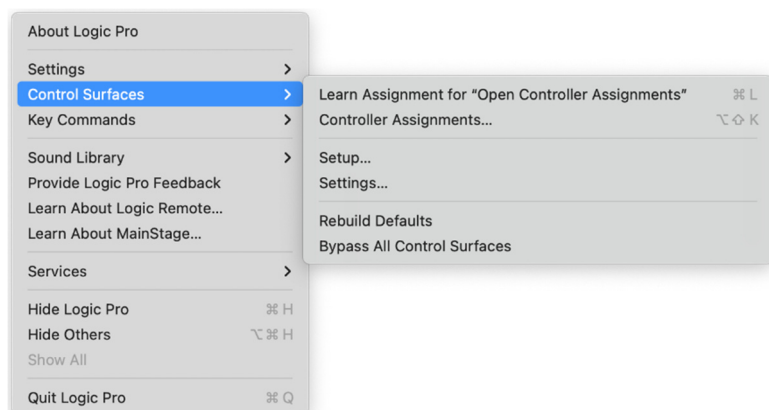 About Logic Pro
Settings
Control Surfaces
Key Commands
Sound Library
Provide Logic Pro Feedback
Learn About Logic Remote...
Learn About MainStage...
Services
Hide Logic Pro ⌘ H
Hide Others ⌥ ⌘ H
Show All
Quit Logic Pro ⌘ Q
Learn Assignment for “Open Controller Assignments” ⌘ L
Controller Assignments... ⌥ ⇧ K
Setup...
Settings...
Rebuild Defaults
Bypass All Control Surfaces